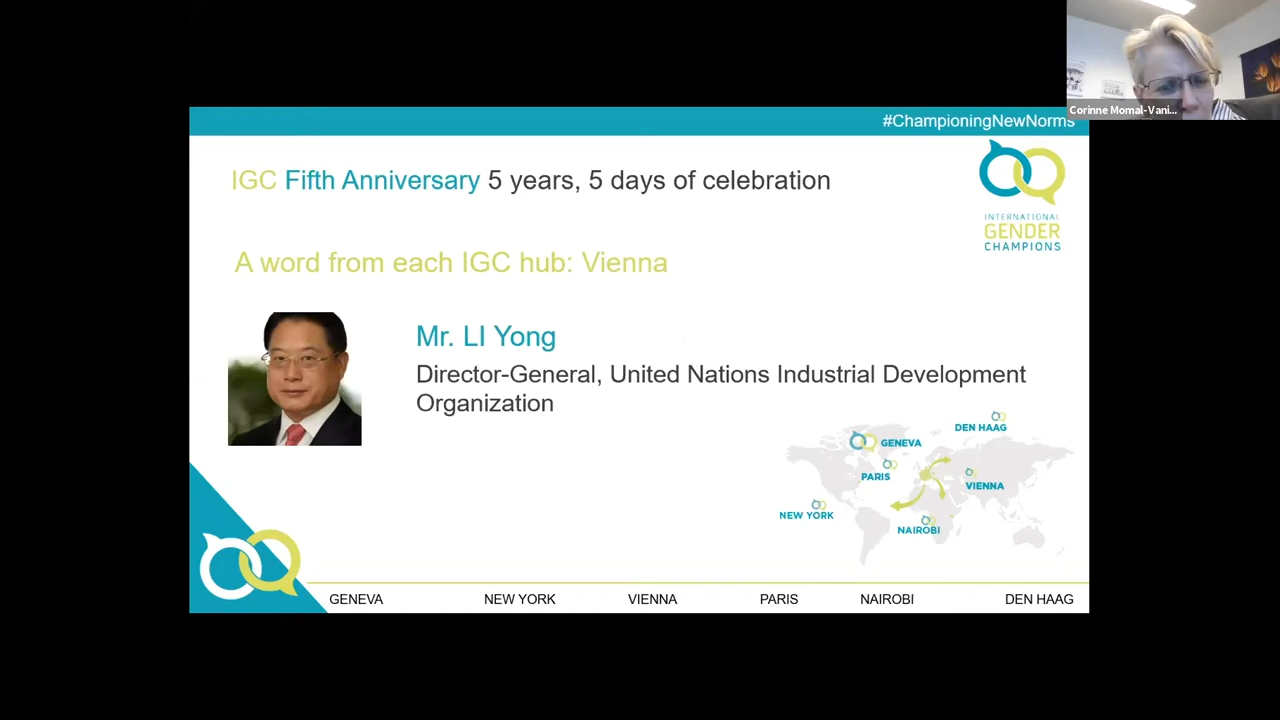 Corinne Momal-Vani...
#ChampioningNewNorms
IGC Fifth Anniversary 5 years, 5 days of celebration
INTERNATIONAL
GENDER
CHAMPIONS
A word from each IGC hub: Vienna
Mr. LI Yong
Director-General, United Nations Industrial Development
Organization
DEN HAAG
GENEVA
PARIS
VIENNA
NEW YORK
NAIROBI
GENEVA NEW YORK VIENNA PARIS NAIROBI DEN HAAG